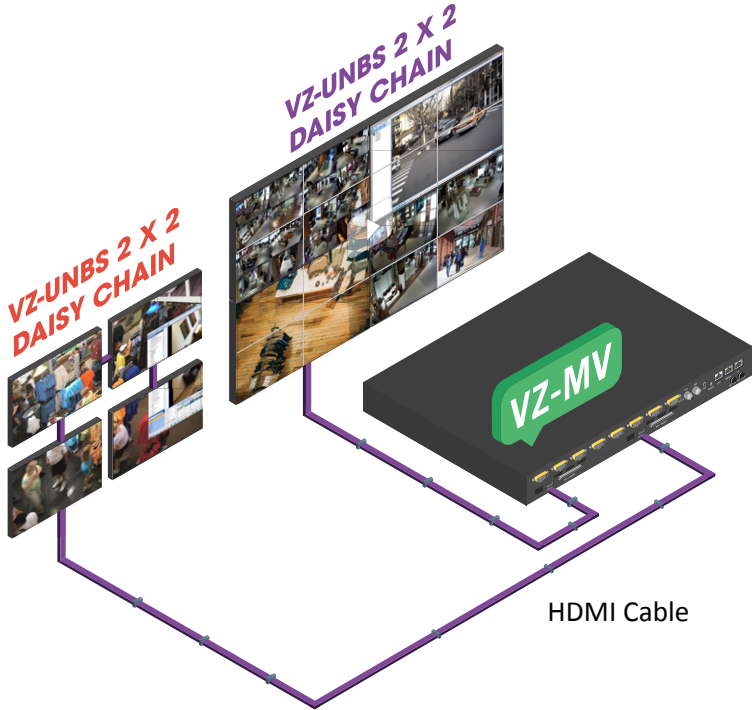 VZ-UNBS 2 X 2
DAISY CHAIN
VZ-UNBS 2 X 2
DAISY CHAIN
VZ-MV
HDMI Cable